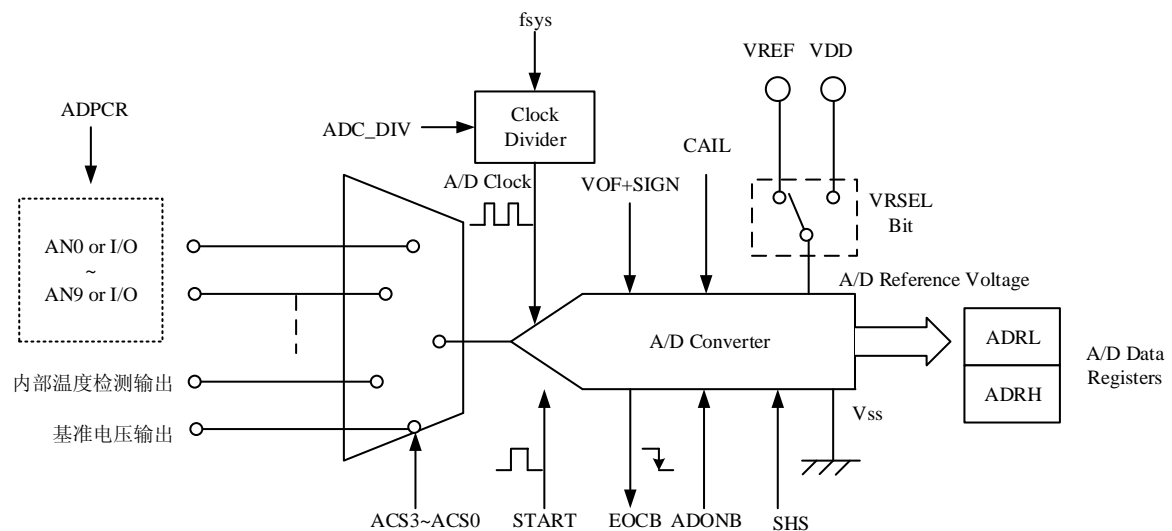 fsys
VREF
VDD
ADPCR
Clock
Divider
ADC_DIV
CAIL
A/D Clock
VOF+SIGN
VRSEL
Bit
AN0 or I/O
~
AN9 or I/O
A/D Reference Voltage
A/D Converter
ADRL
ADRH
A/D Data
Registers
内部温度检测输出
基准电压输出
Vss
ACS3~ACS0
START
EOCB
ADONB
SHS